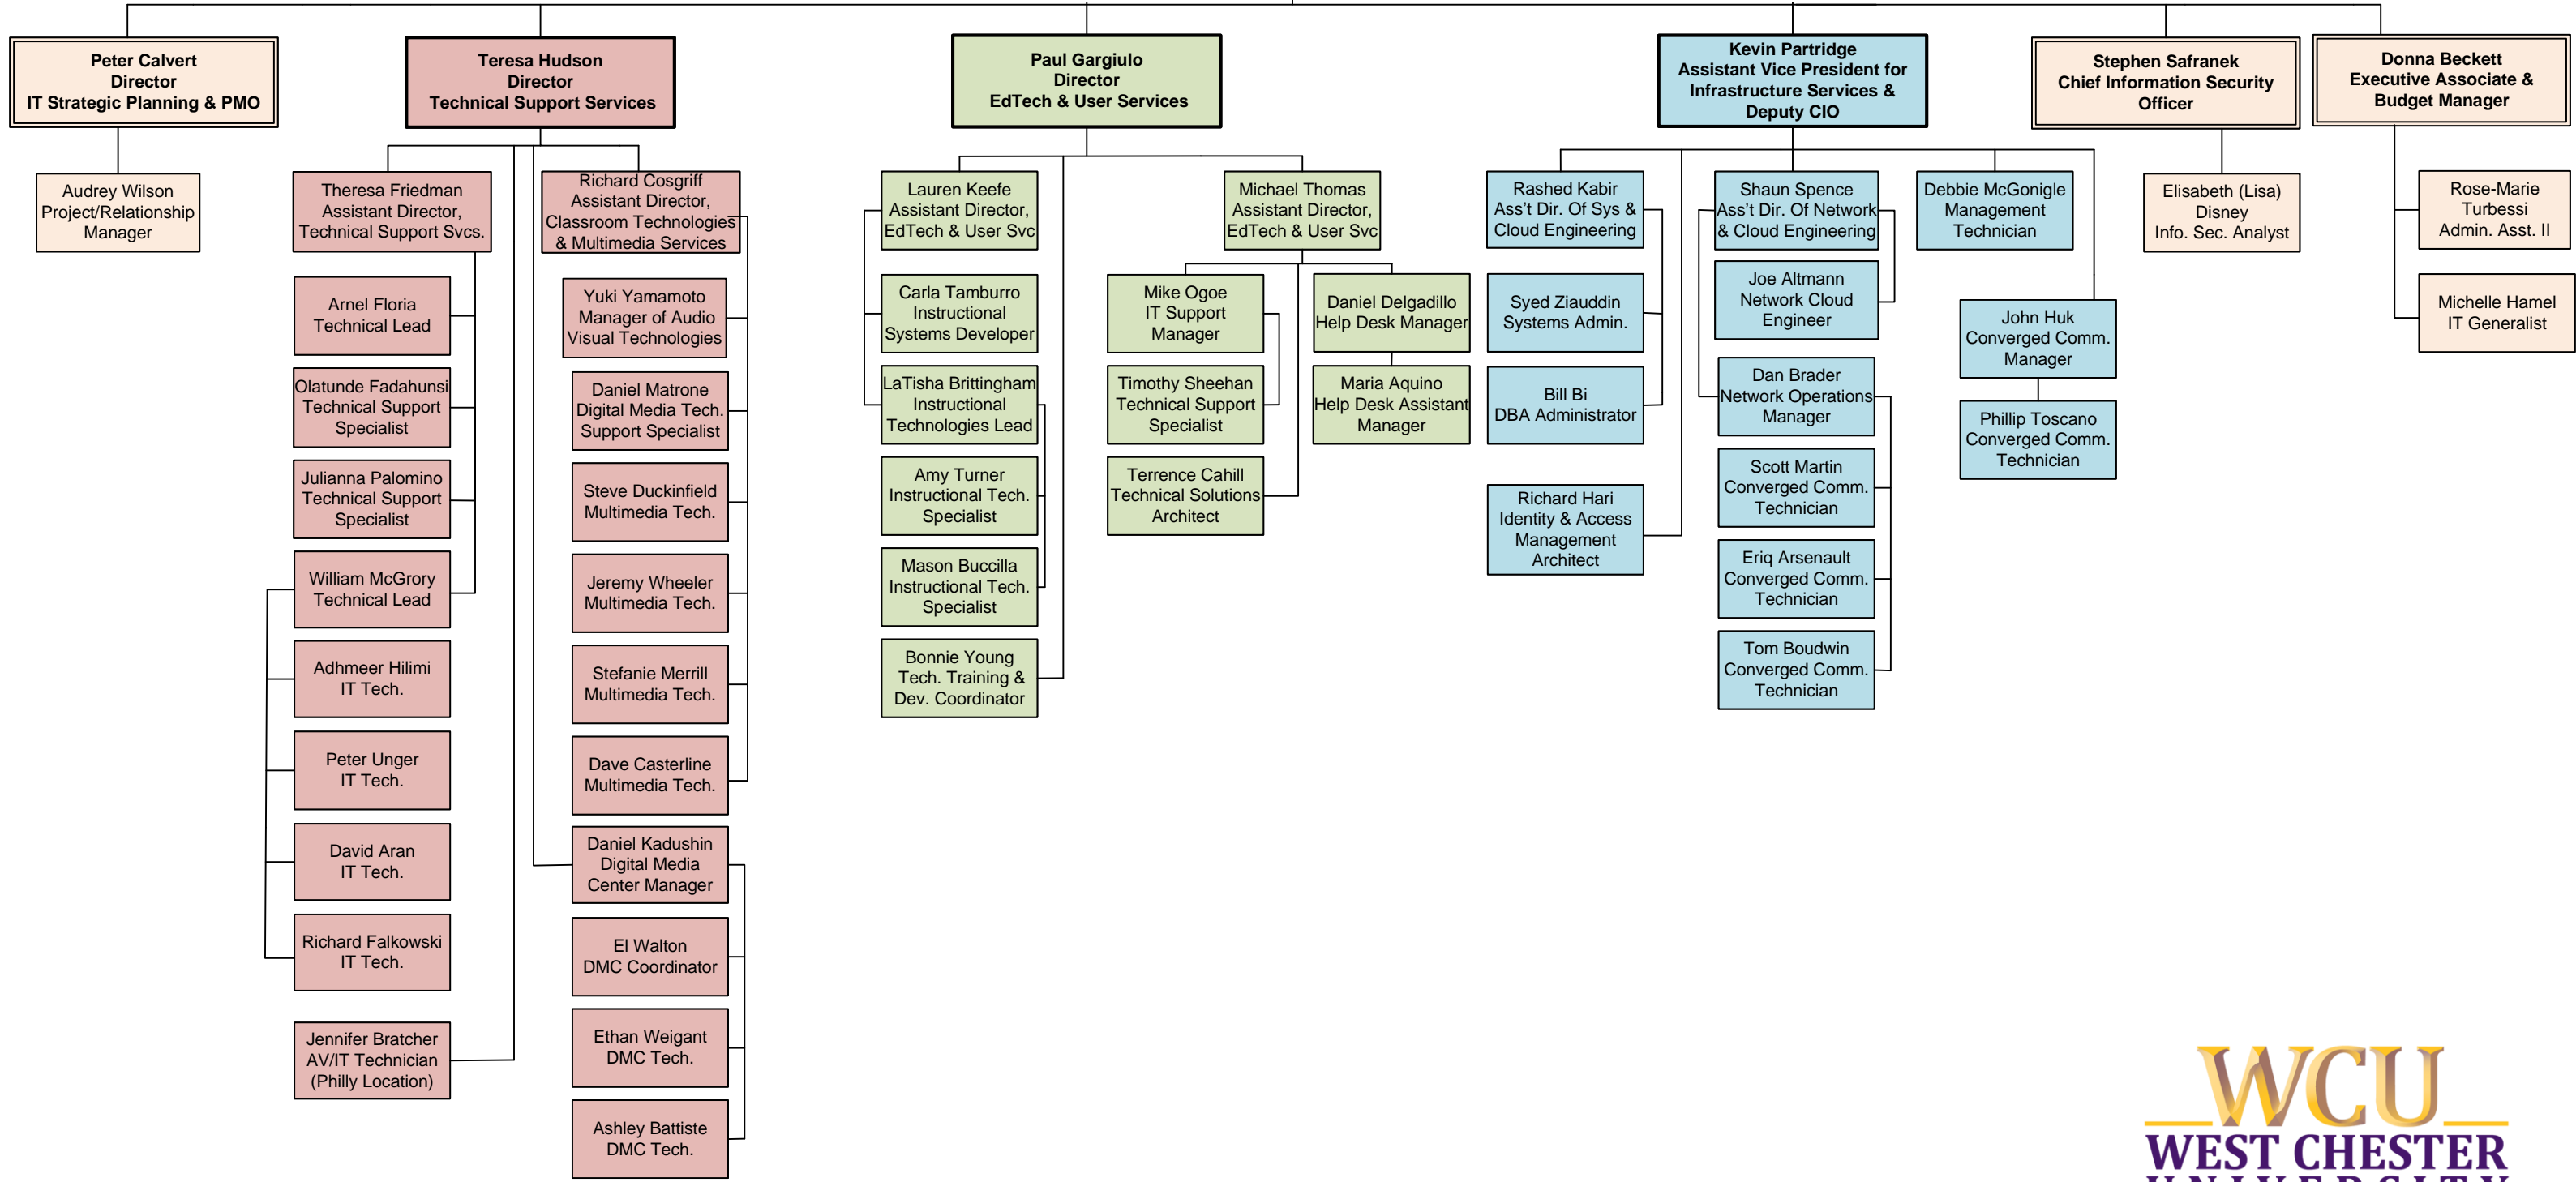 Peter Calvert
Director
IT Strategic Planning & PMO
Audrey Wilson
Project/Relationship
Manager
Teresa Hudson
Director
Technical Support Services
Theresa Friedman
Assistant Director,
Technical Support Svcs.
Arnel Floria
Technical Lead
Olatunde Fadahunsi
Technical Support
Specialist
Julianna Palomino
Technical Support
Specialist
William McGrory
Technical Lead
Adhmeer Hilimi
IT Tech.
Peter Unger
IT Tech.
David Aran
IT Tech.
Richard Falkowski
IT Tech.
Jennifer Bratcher
AV/IT Technician
(Philly Location)
Richard Cosgriff
Assistant Director,
Classroom Technologies
& Multimedia Services
Yuki Yamamoto
Manager of Audio
Visual Technologies
Daniel Matrone
Digital Media Tech.
Support Specialist
Steve Duckinfield
Multimedia Tech.
Jeremy Wheeler
Multimedia Tech.
Stefanie Merrill
Multimedia Tech.
Dave Casterline
Multimedia Tech.
Daniel Kadushin
Digital Media
Center Manager
El Walton
DMC Coordinator
Ethan Weigant
DMC Tech.
Ashley Battiste
DMC Tech.
Paul Gargiulo
Director
EdTech & User Services
Lauren Keefe
Assistant Director,
EdTech & User Svc
Carla Tamburro
Instructional
Systems Developer
LaTisha Brittingham
Instructional
Technologies Lead
Amy Turner
Instructional Tech.
Specialist
Mason Buccilla
Instructional Tech.
Specialist
Bonnie Young
Tech. Training &
Dev. Coordinator
Michael Thomas
Assistant Director,
EdTech & User Svc
Mike Ogoe
IT Support
Manager
Timothy Sheehan
Technical Support
Specialist
Terrence Cahill
Technical Solutions
Architect
Daniel Delgadillo
Help Desk Manager
Maria Aquino
Help Desk Assistant
Manager
Kevin Partridge
Assistant Vice President for
Infrastructure Services &
Deputy CIO
Rashed Kabir
Ass't Dir. Of Sys &
Cloud Engineering
Syed Ziauddin
Systems Admin.
Bill Bi
DBA Administrator
Richard Hari
Identity & Access
Management
Architect
Shaun Spence
Ass't Dir. Of Network
& Cloud Engineering
Joe Altmann
Network Cloud
Engineer
Dan Brader
Network Operations
Manager
Scott Martin
Converged Comm.
Technician
Eriq Arsenault
Converged Comm.
Technician
Tom Boudwin
Converged Comm.
Technician
Debbie McGonigle
Management
Technician
John Huk
Converged Comm.
Manager
Phillip Toscano
Converged Comm.
Technician
Stephen Safranek
Chief Information Security
Officer
Elisabeth (Lisa)
Disney
Info. Sec. Analyst
Donna Beckett
Executive Associate &
Budget Manager
Rose-Marie
Turbessi
Admin. Asst. II
Michelle Hamel
IT Generalist
WCU
WEST CHESTER
UNIVERSITY